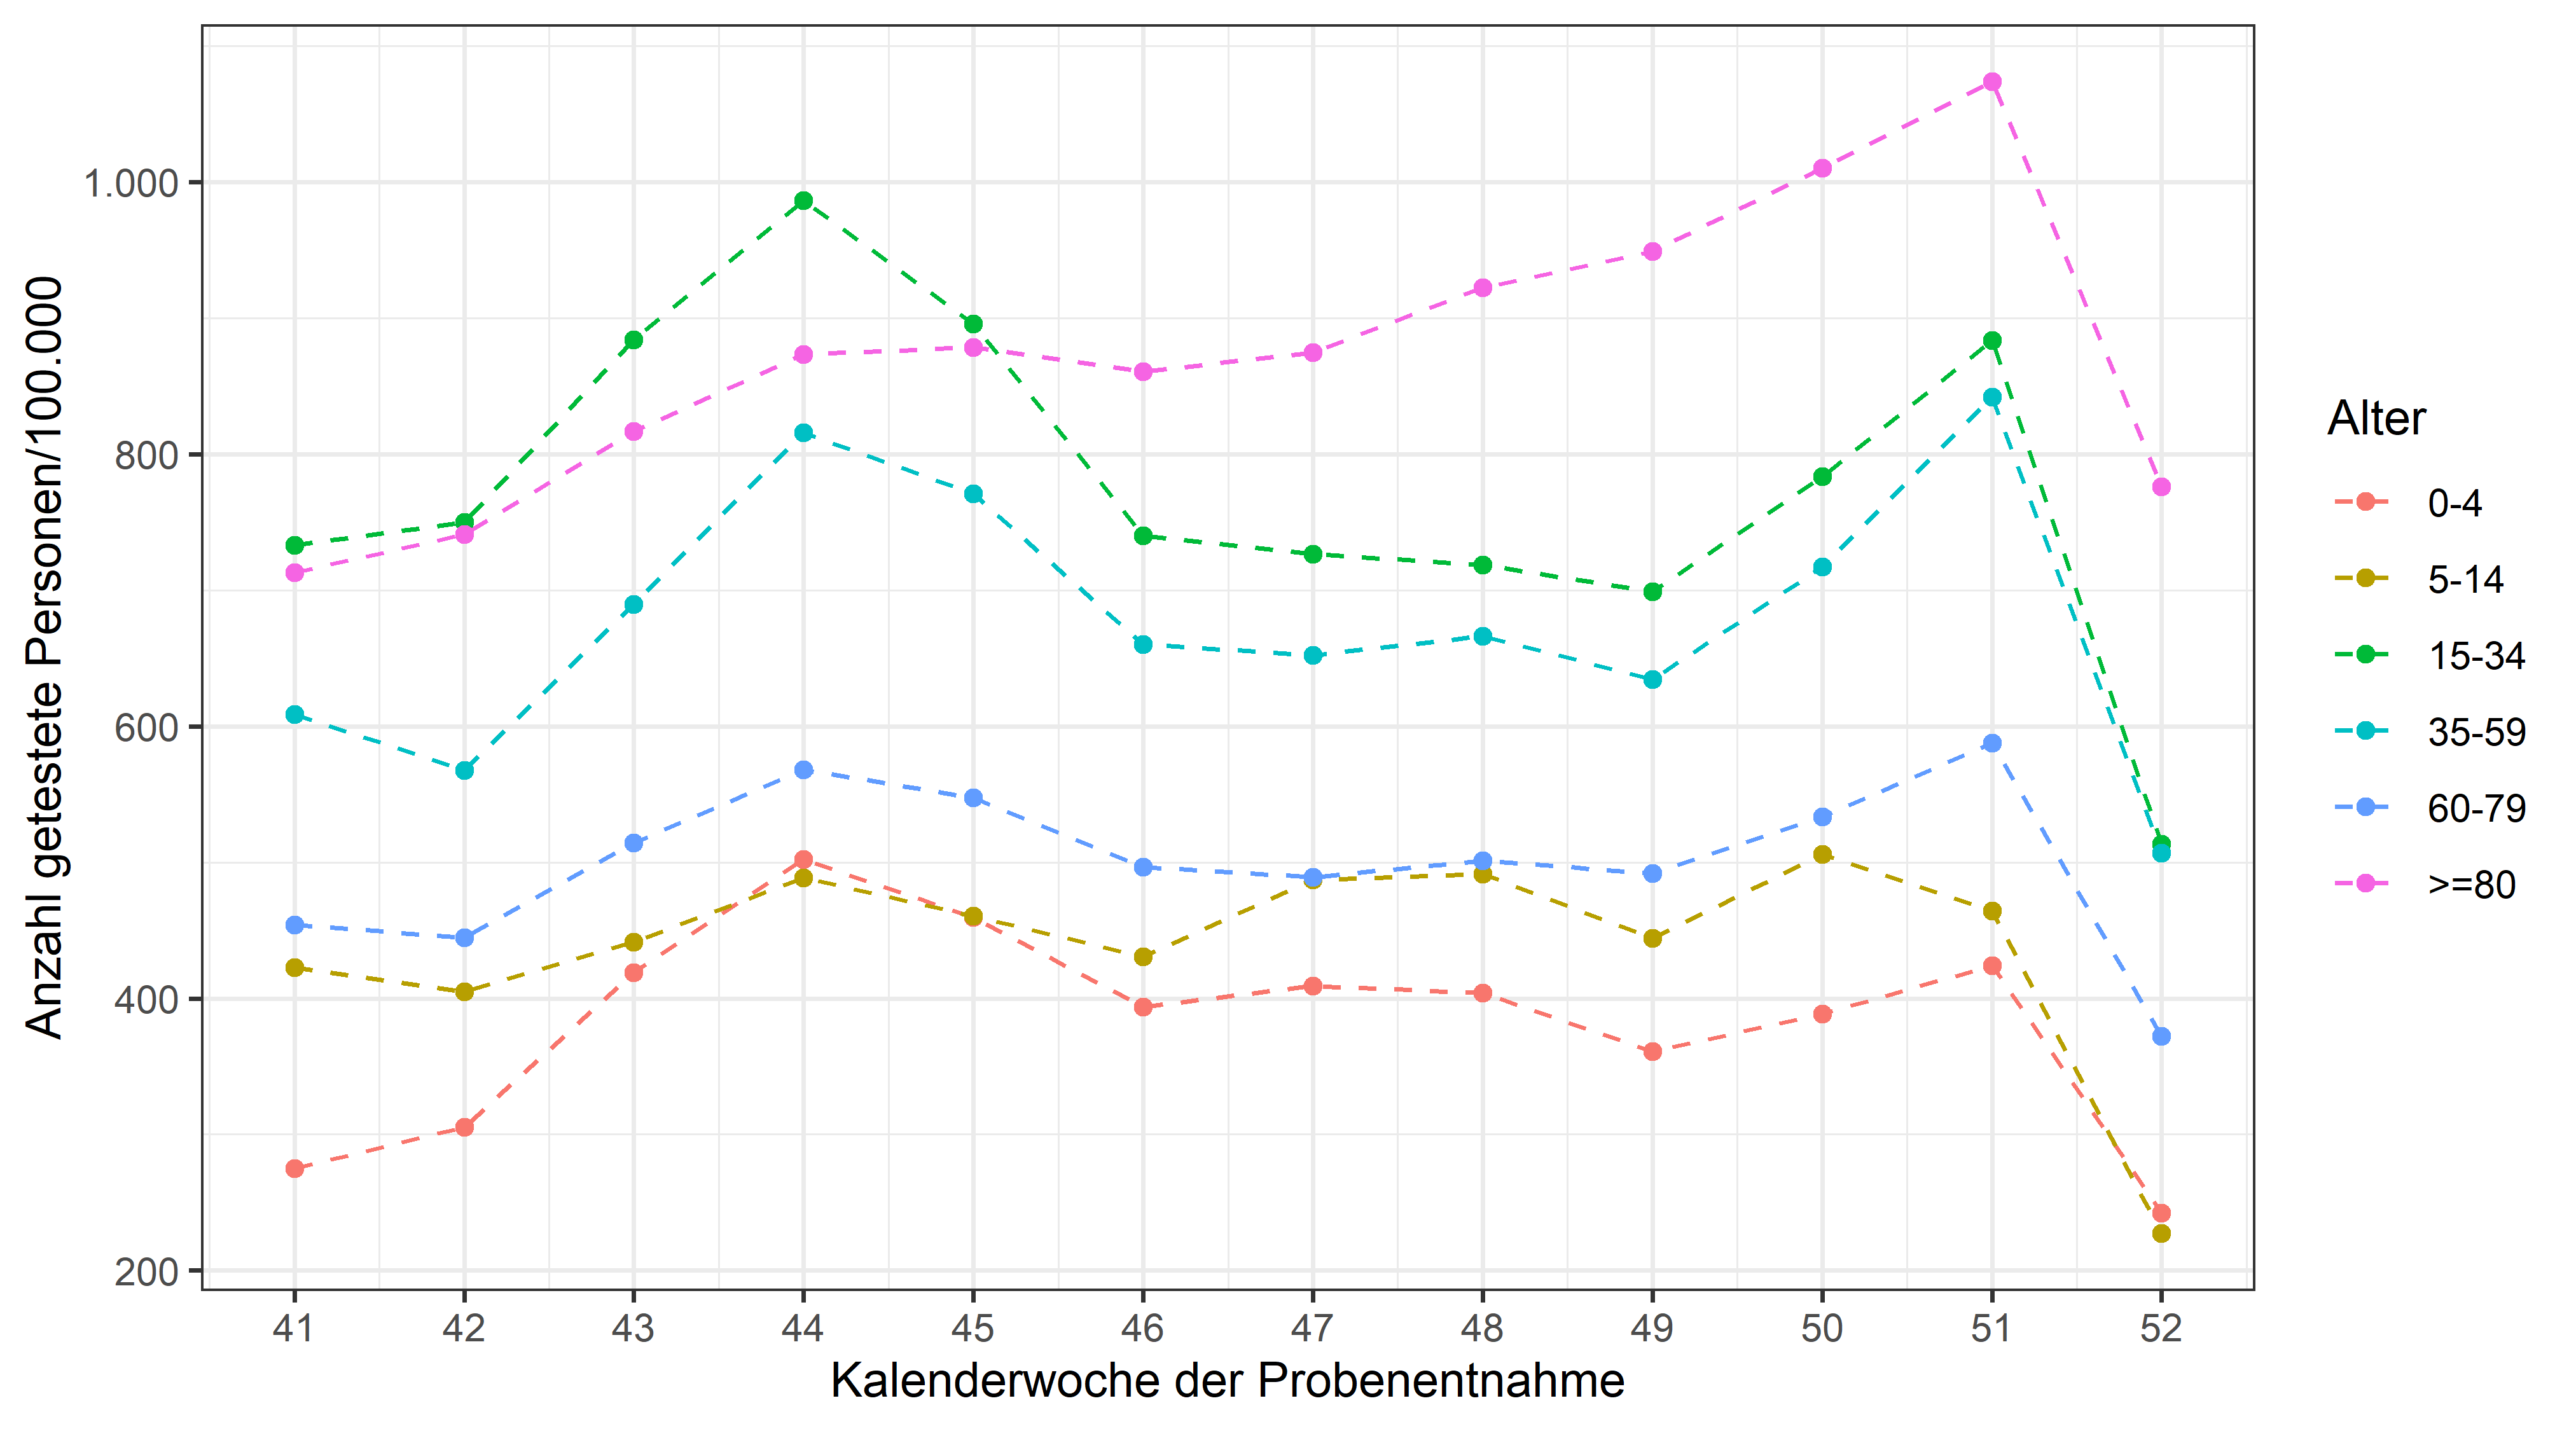 Anzahl getestete Personen/100.000
1.000
800
600
400
200
41 42 43 44 45 46 47 48 49 50 51 52
Kalenderwoche der Probenentnahme
Alter
0-4
5-14
15-34
35-59
60-79
>=80